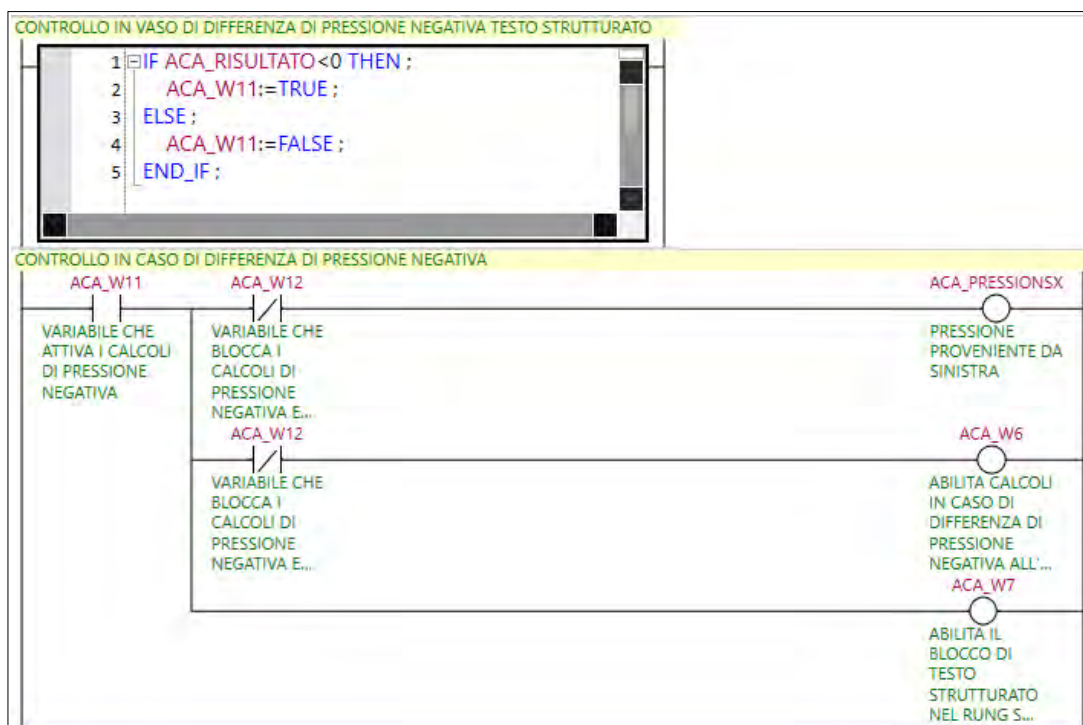 CONTROLLO IN VASO DI DIFFERENZA DI PRESSIONE NEGATIVA TESTO STRUTTURATO
1 IF ACA_RISULTATO<0 THEN ;
2 ACA_W11:=TRUE ;
3 ELSE ;
4 ACA_W11:=FALSE ;
5 END_IF ;
CONTROLLO IN CASO DI DIFFERENZA DI PRESSIONE NEGATIVA
ACA_W11
VARIABILE CHE
ATTIVA I CALCOLI
DI PRESSIONE
NEGATIVA
ACA_W12
VARIABILE CHE
BLOCCA I
CALCOLI DI
PRESSIONE
NEGATIVA E...
ACA_PRESSIONSX
PRESSIONE
PROVENIENTE DA
SINISTRA
ACA_W12
VARIABILE CHE
BLOCCA I
CALCOLI DI
PRESSIONE
NEGATIVA E...
ACA_W6
ABILITA CALCOLI
IN CASO DI
DIFFERENZA DI
PRESSIONE
NEGATIVA ALL'...
ACA_W7
ABILITA IL
BLOCCO DI
TESTO
STRUTTURATO
NEL RUNG S...